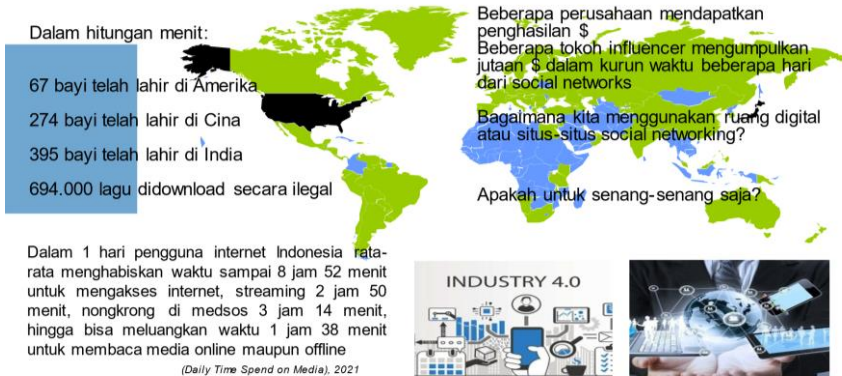 Dalam hitungan menit:
67 bayi telah lahir di Amerika
274 bayi telah lahir di Cina
395 bayi telah lahir di India
694.000 lagu didownload secara ilegal
Beberapa perusahaan mendapatkan
penghasilan $
Beberapa tokoh influencer mengumpulkan
jutaan $ dalam kurun waktu beberapa hari
dari social networks
Bagaimana kita menggunakan ruang digital
atau situs-situs social networking?
Apakah untuk senang-senang saja?
Dalam 1 hari pengguna internet Indonesia rata-
rata menghabiskan waktu sampai 8 jam 52 menit
untuk mengakses internet, streaming 2 jam 50
menit, nongkrong di medsos 3 jam 14 menit,
hingga bisa meluangkan waktu 1 jam 38 menit
untuk membaca media online maupun offline
(Daily Time Spend on Media), 2021
INDUSTRY 4.0